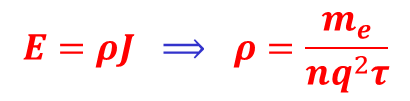 E = ρJ ⟹ ρ = mₑ / nq²τ